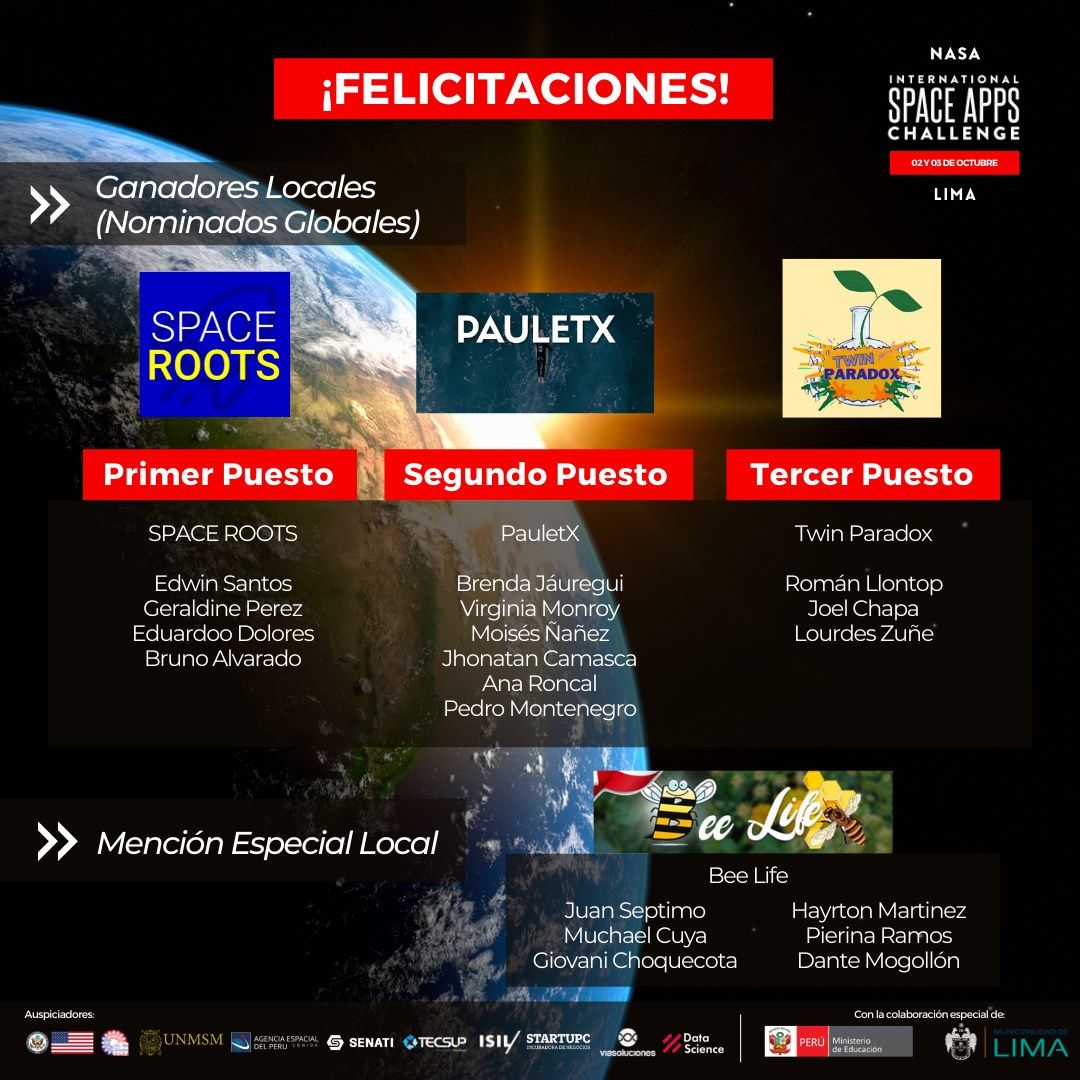 ¡FELICITACIONES!
NASA
INTERNATIONAL
SPACE APPS
CHALLENGE
02 Y 03 DE OCTUBRE
LIMA
Ganadores Locales
(Nominados Globales)
SPACE
ROOTS
PAULETX
TWIN
PARADOX
Primer Puesto
Segundo Puesto
Tercer Puesto
SPACE ROOTS
Edwin Santos
Geraldine Perez
Eduardoo Dolores
Bruno Alvarado
PauletX
Brenda Jáuregui
Virginia Monroy
Moisés Ñañez
Jhonatan Camasca
Ana Roncal
Pedro Montenegro
Twin Paradox
Román Llontop
Joel Chapa
Lourdes Zuñe
Mención Especial Local
Bee Life
Bee Life
Juan Septimo
Muchael Cuya
Giovani Choquecota
Hayrton Martinez
Pierina Ramos
Dante Mogollón
Auspiciadores:
UNMSM
AGENCIA ESPACIAL
DEL PERU CONIDA
SENATI
TECSUP
ISIL
STARTUPC
INCUBADORA DE NEGOCIOS
viasoluciones
Data
Science
Con la colaboración especial de:
PERÚ
Ministerio
de Educación
MUNICIPALIDAD DE
LIMA